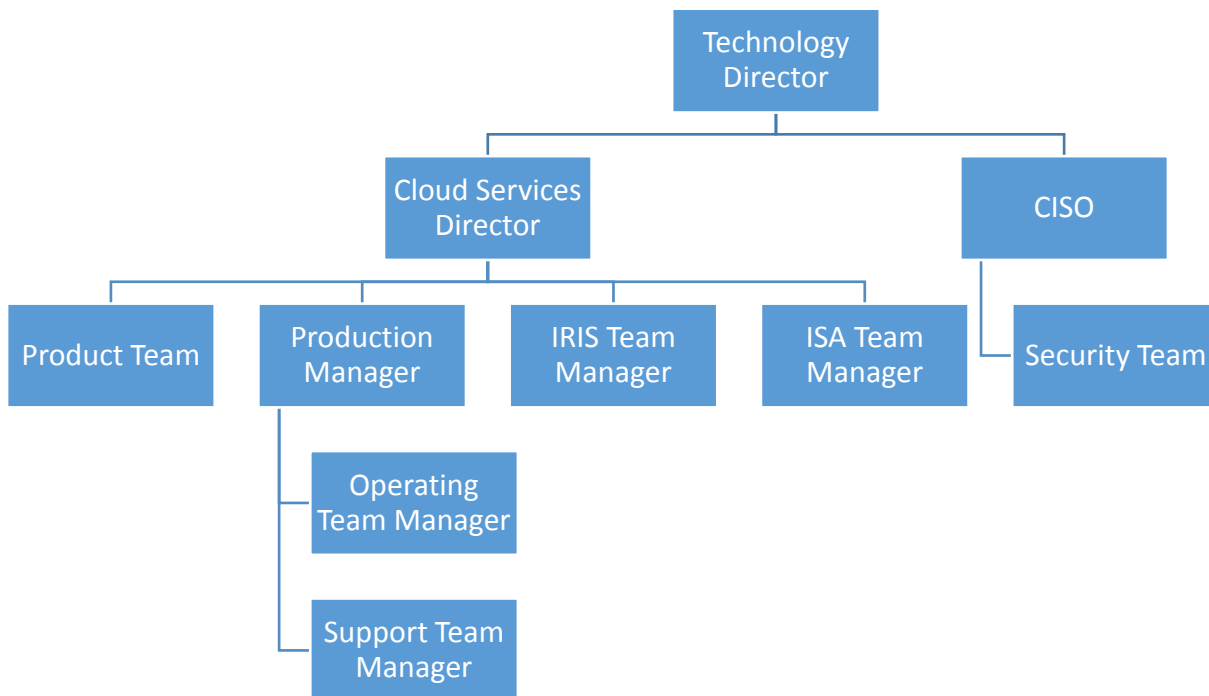 Technology
Director
Cloud Services
Director
CISO
Product Team
Production
Manager
IRIS Team
Manager
ISA Team
Manager
Security Team
Operating
Team Manager
Support Team
Manager